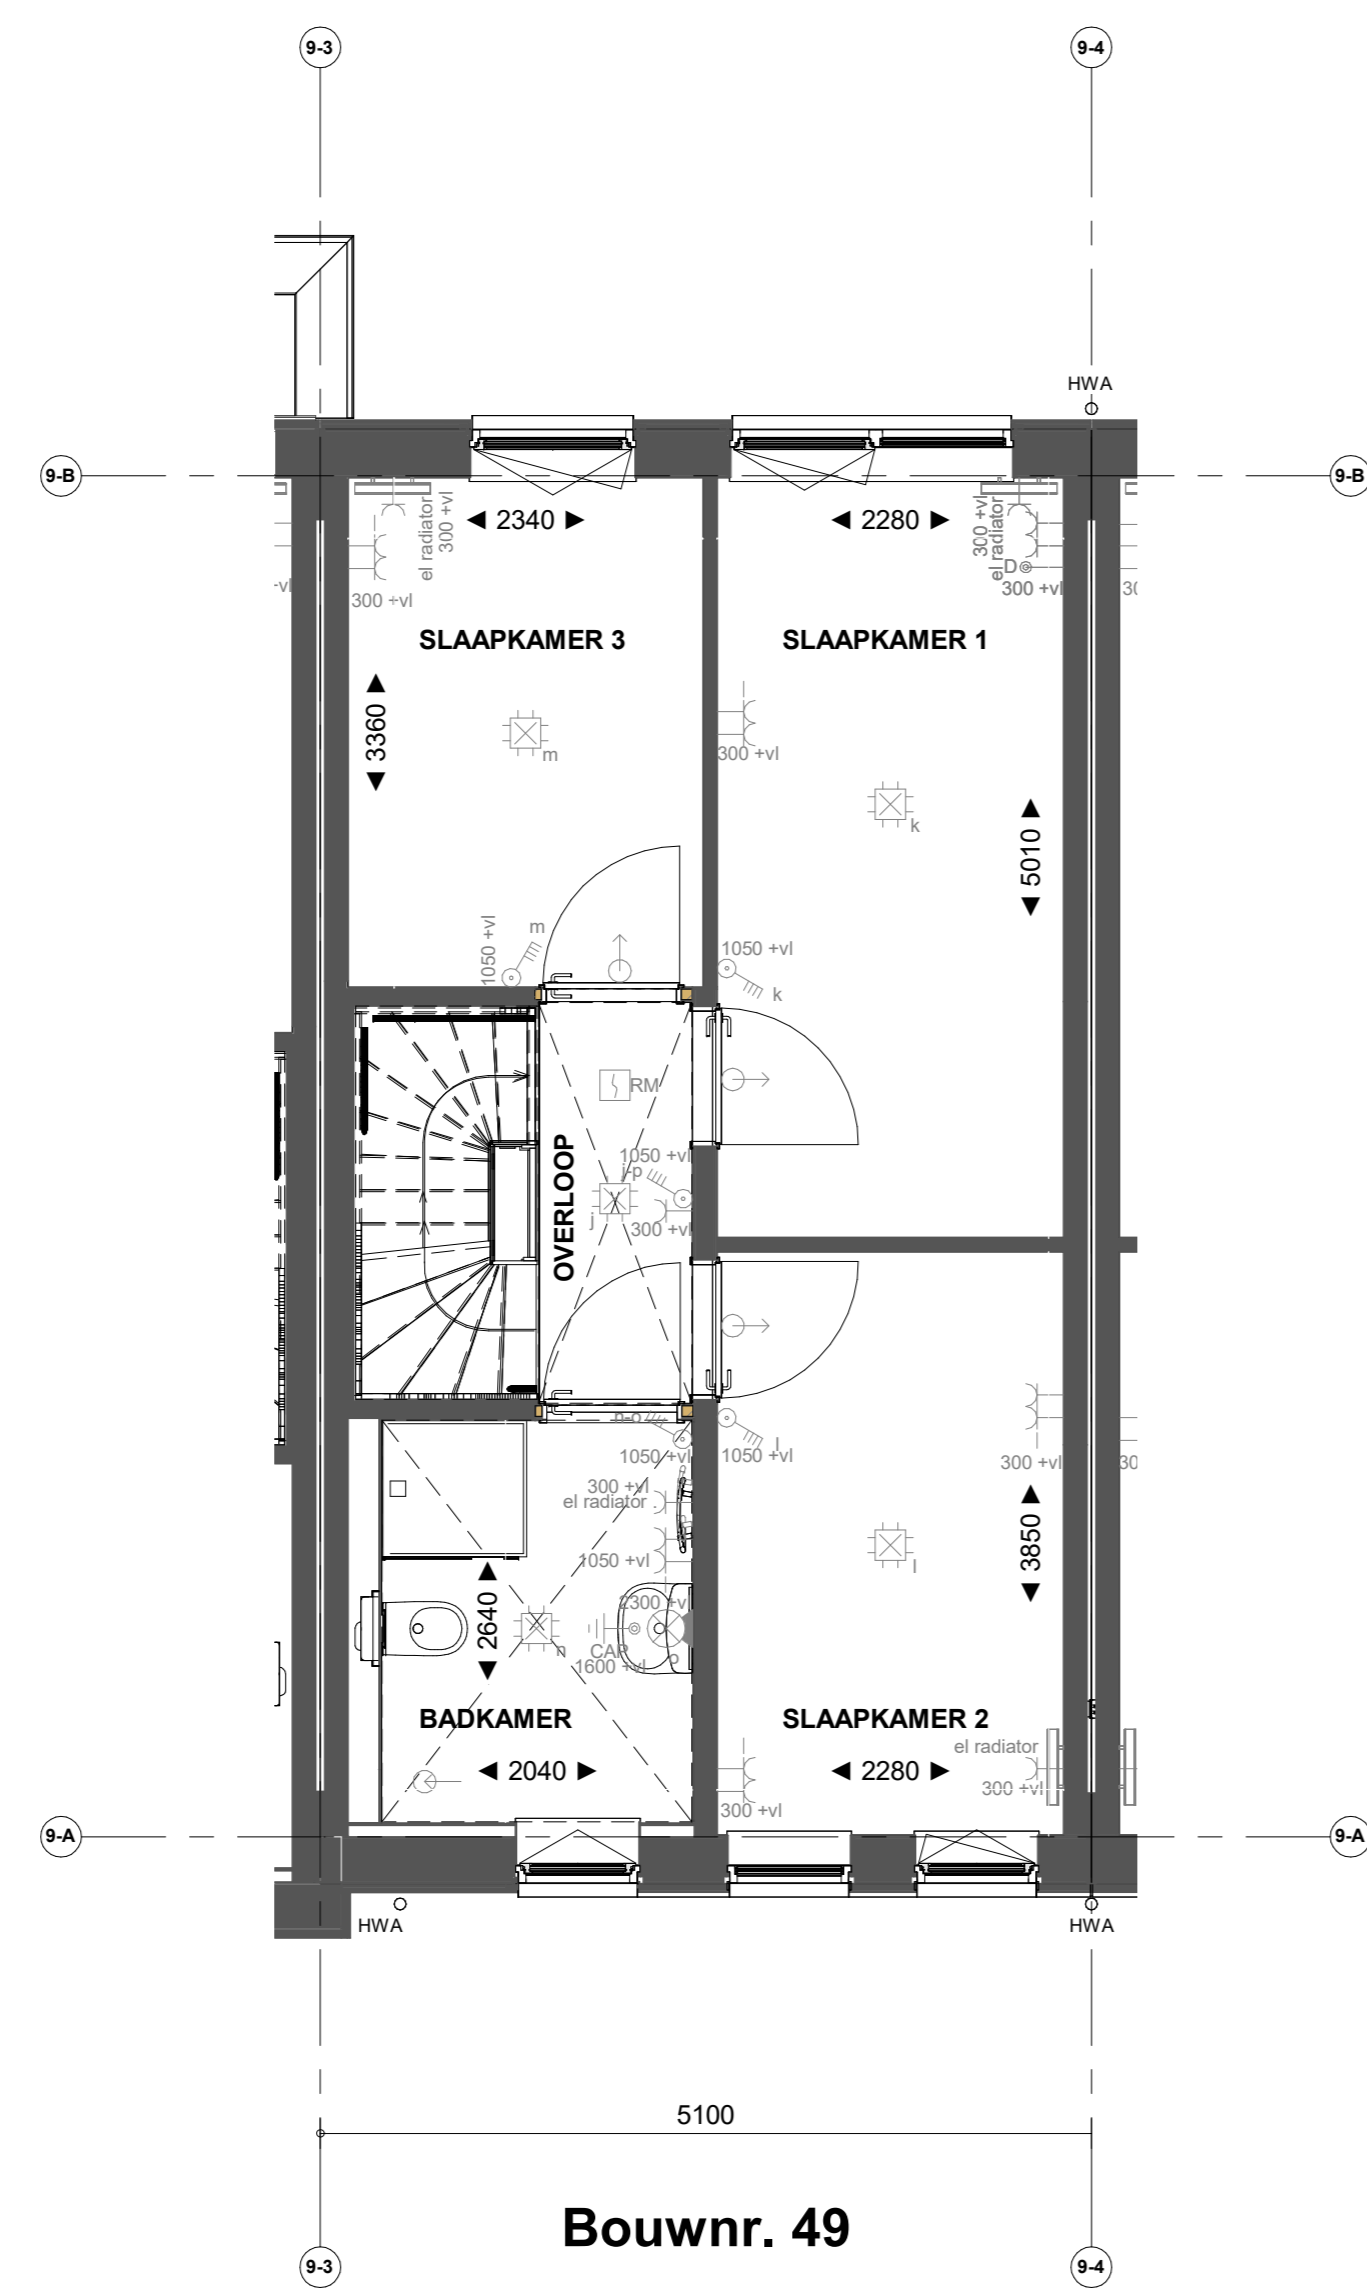 9-3 9-4
HWA
9-B 9-B
◄ 2340 ► ◄ 2280 ►
el radiator
300 +vl
300 +vl
300 +vl
el radiator
D
300 +vl
-vl
30
SLAAPKAMER 3 SLAAPKAMER 1
◄ 3360 ►
m
300 +vl
k
◄ 5010 ►
1050 +vl
m
1050 +vl
k
RM
OVERLOOP
1050 +vl
j-p
j
300 +vl
n-o
1050 +vl
1050 +vl
l
300 +vl
30
300 +vl
el radiator
1050 +vl
l
◄ 3850 ►
◄ 2640 ►
2300 +v
n
CAP
1600 +vl
o
BADKAMER SLAAPKAMER 2
el radiator
300 +vl
◄ 2040 ► ◄ 2280 ►
300 +vl
9-A 9-A
HWA HWA
5100
Bouwnr. 49
9-3 9-4